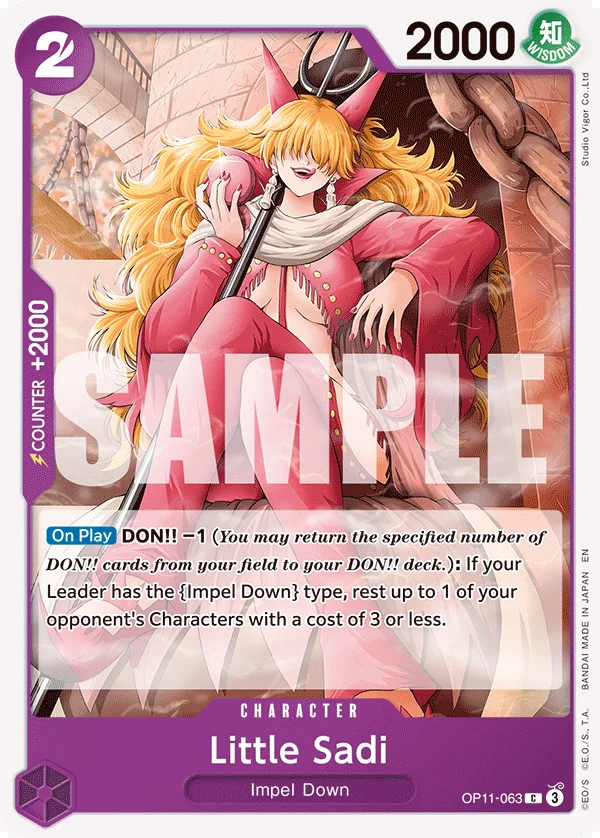 2
2000
知
WISDOM
Studio Vigor Co.,Ltd
COUNTER +2000
SAMPLE
On Play DON!! −1 (You may return the specified number of
DON!! cards from your field to your DON!! deck.): If your
Leader has the {Impel Down} type, rest up to 1 of your
opponent's Characters with a cost of 3 or less.
CHARACTER
Little Sadi
Impel Down
OP11-063 C 3
©EO/S ©E.O./S., T.A. BANDAI MADE IN JAPAN EN